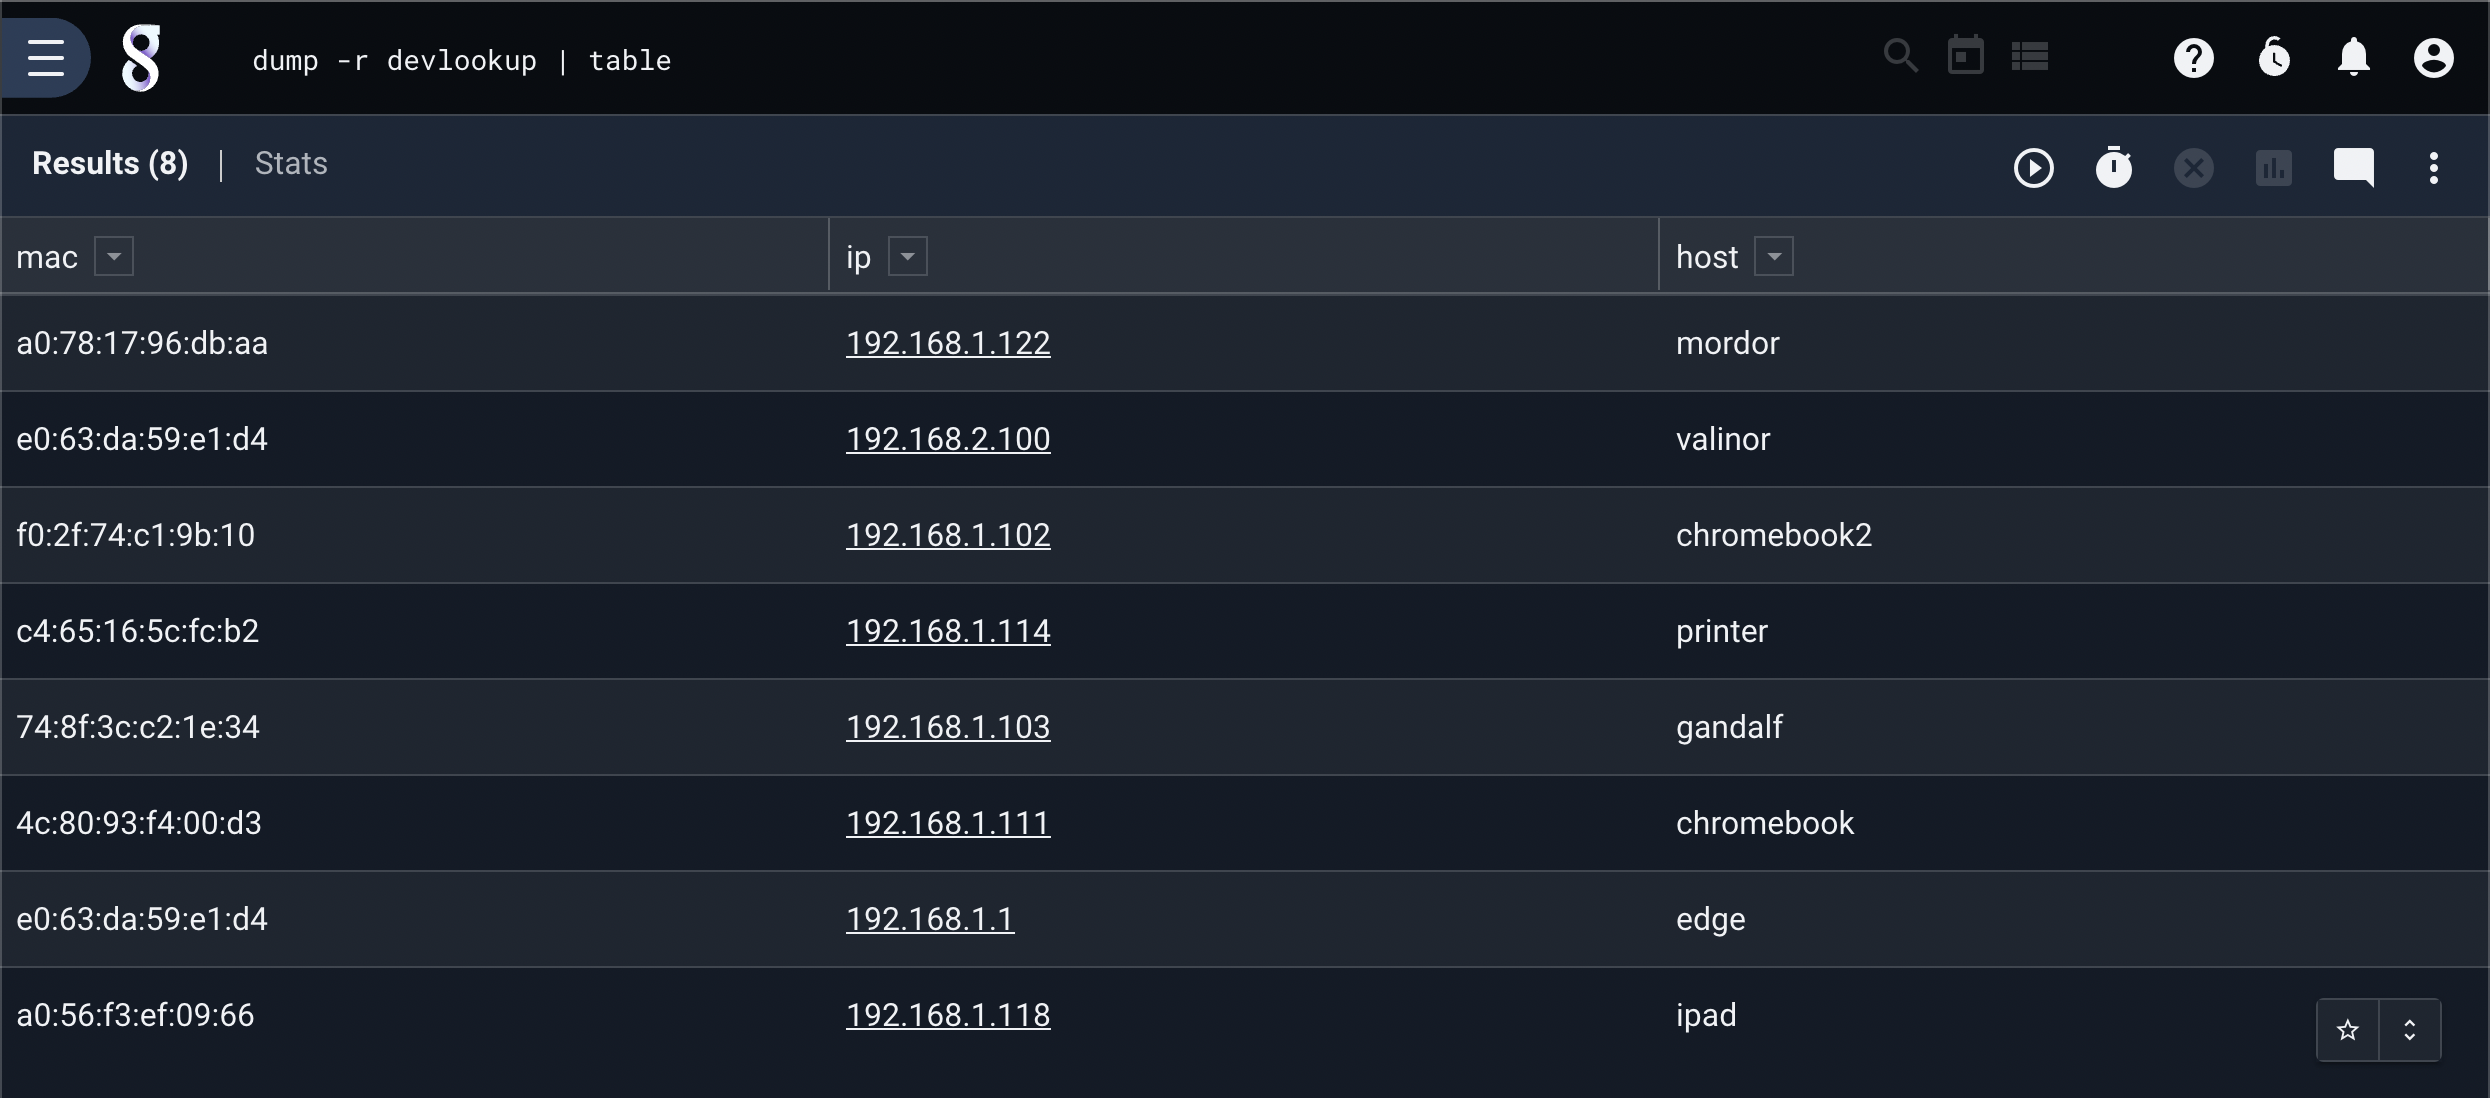 dump -r devlookup | table
Results (8) | Stats
mac ip host
a0:78:17:96:db:aa 192.168.1.122 mordor
e0:63:da:59:e1:d4 192.168.2.100 valinor
f0:2f:74:c1:9b:10 192.168.1.102 chromebook2
c4:65:16:5c:fc:b2 192.168.1.114 printer
74:8f:3c:c2:1e:34 192.168.1.103 gandalf
4c:80:93:f4:00:d3 192.168.1.111 chromebook
e0:63:da:59:e1:d4 192.168.1.1 edge
a0:56:f3:ef:09:66 192.168.1.118 ipad